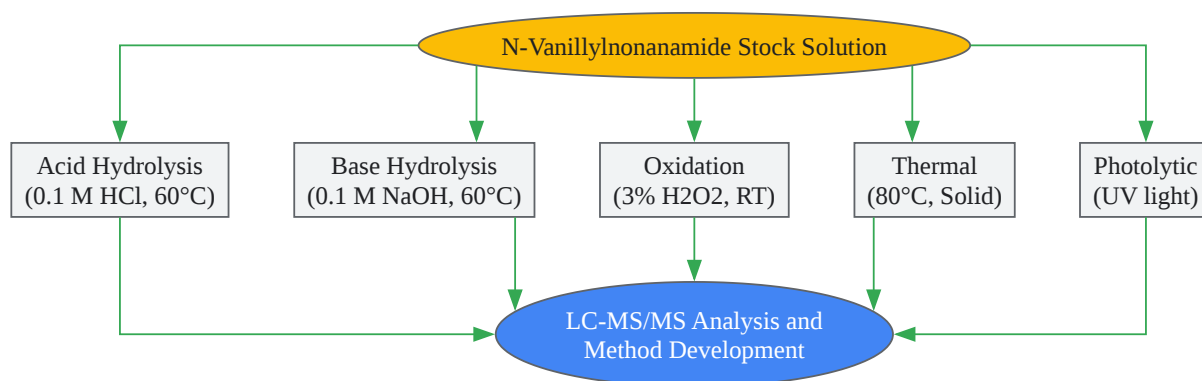 N-Vanillylnonanamide Stock Solution
Acid Hydrolysis
(0.1 M HCl, 60°C)
Base Hydrolysis
(0.1 M NaOH, 60°C)
Oxidation
(3% H2O2, RT)
Thermal
(80°C, Solid)
Photolytic
(UV light)
LC-MS/MS Analysis and
Method Development